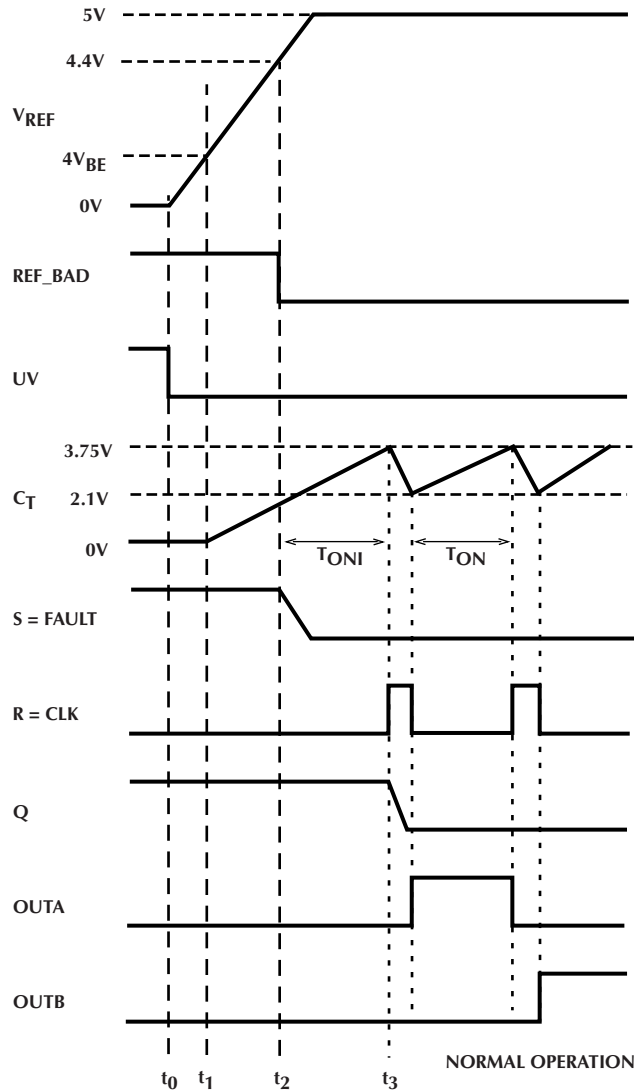 5V
4.4V
VREF
4VBE
0V
REF_BAD
UV
3.75V
CT
2.1V
0V
TONI
TON
S = FAULT
R = CLK
Q
OUTA
OUTB
NORMAL OPERATION
t0 t1 t2 t3